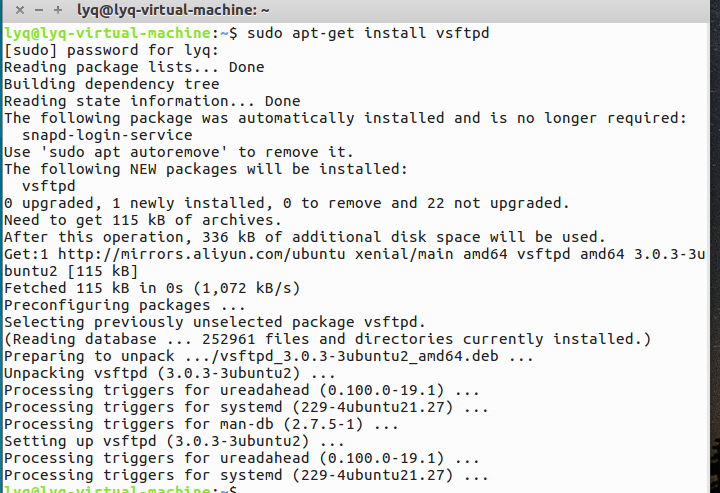 lyq@lyq-virtual-machine: ~
lyq@lyq-virtual-machine:~$ sudo apt-get install vsftpd
[sudo] password for lyq:
Reading package lists... Done
Building dependency tree
Reading state information... Done
The following package was automatically installed and is no longer required:
  snapd-login-service
Use 'sudo apt autoremove' to remove it.
The following NEW packages will be installed:
  vsftpd
0 upgraded, 1 newly installed, 0 to remove and 22 not upgraded.
Need to get 115 kB of archives.
After this operation, 336 kB of additional disk space will be used.
Get:1 http://mirrors.aliyun.com/ubuntu xenial/main amd64 vsftpd amd64 3.0.3-3u
buntu2 [115 kB]
Fetched 115 kB in 0s (1,072 kB/s)
Preconfiguring packages ...
Selecting previously unselected package vsftpd.
(Reading database ... 252961 files and directories currently installed.)
Preparing to unpack .../vsftpd_3.0.3-3ubuntu2_amd64.deb ...
Unpacking vsftpd (3.0.3-3ubuntu2) ...
Processing triggers for ureadahead (0.100.0-19.1) ...
Processing triggers for systemd (229-4ubuntu21.27) ...
Processing triggers for man-db (2.7.5-1) ...
Setting up vsftpd (3.0.3-3ubuntu2) ...
Processing triggers for ureadahead (0.100.0-19.1) ...
Processing triggers for systemd (229-4ubuntu21.27) ...
lyq@lyq-virtual-machine:~$